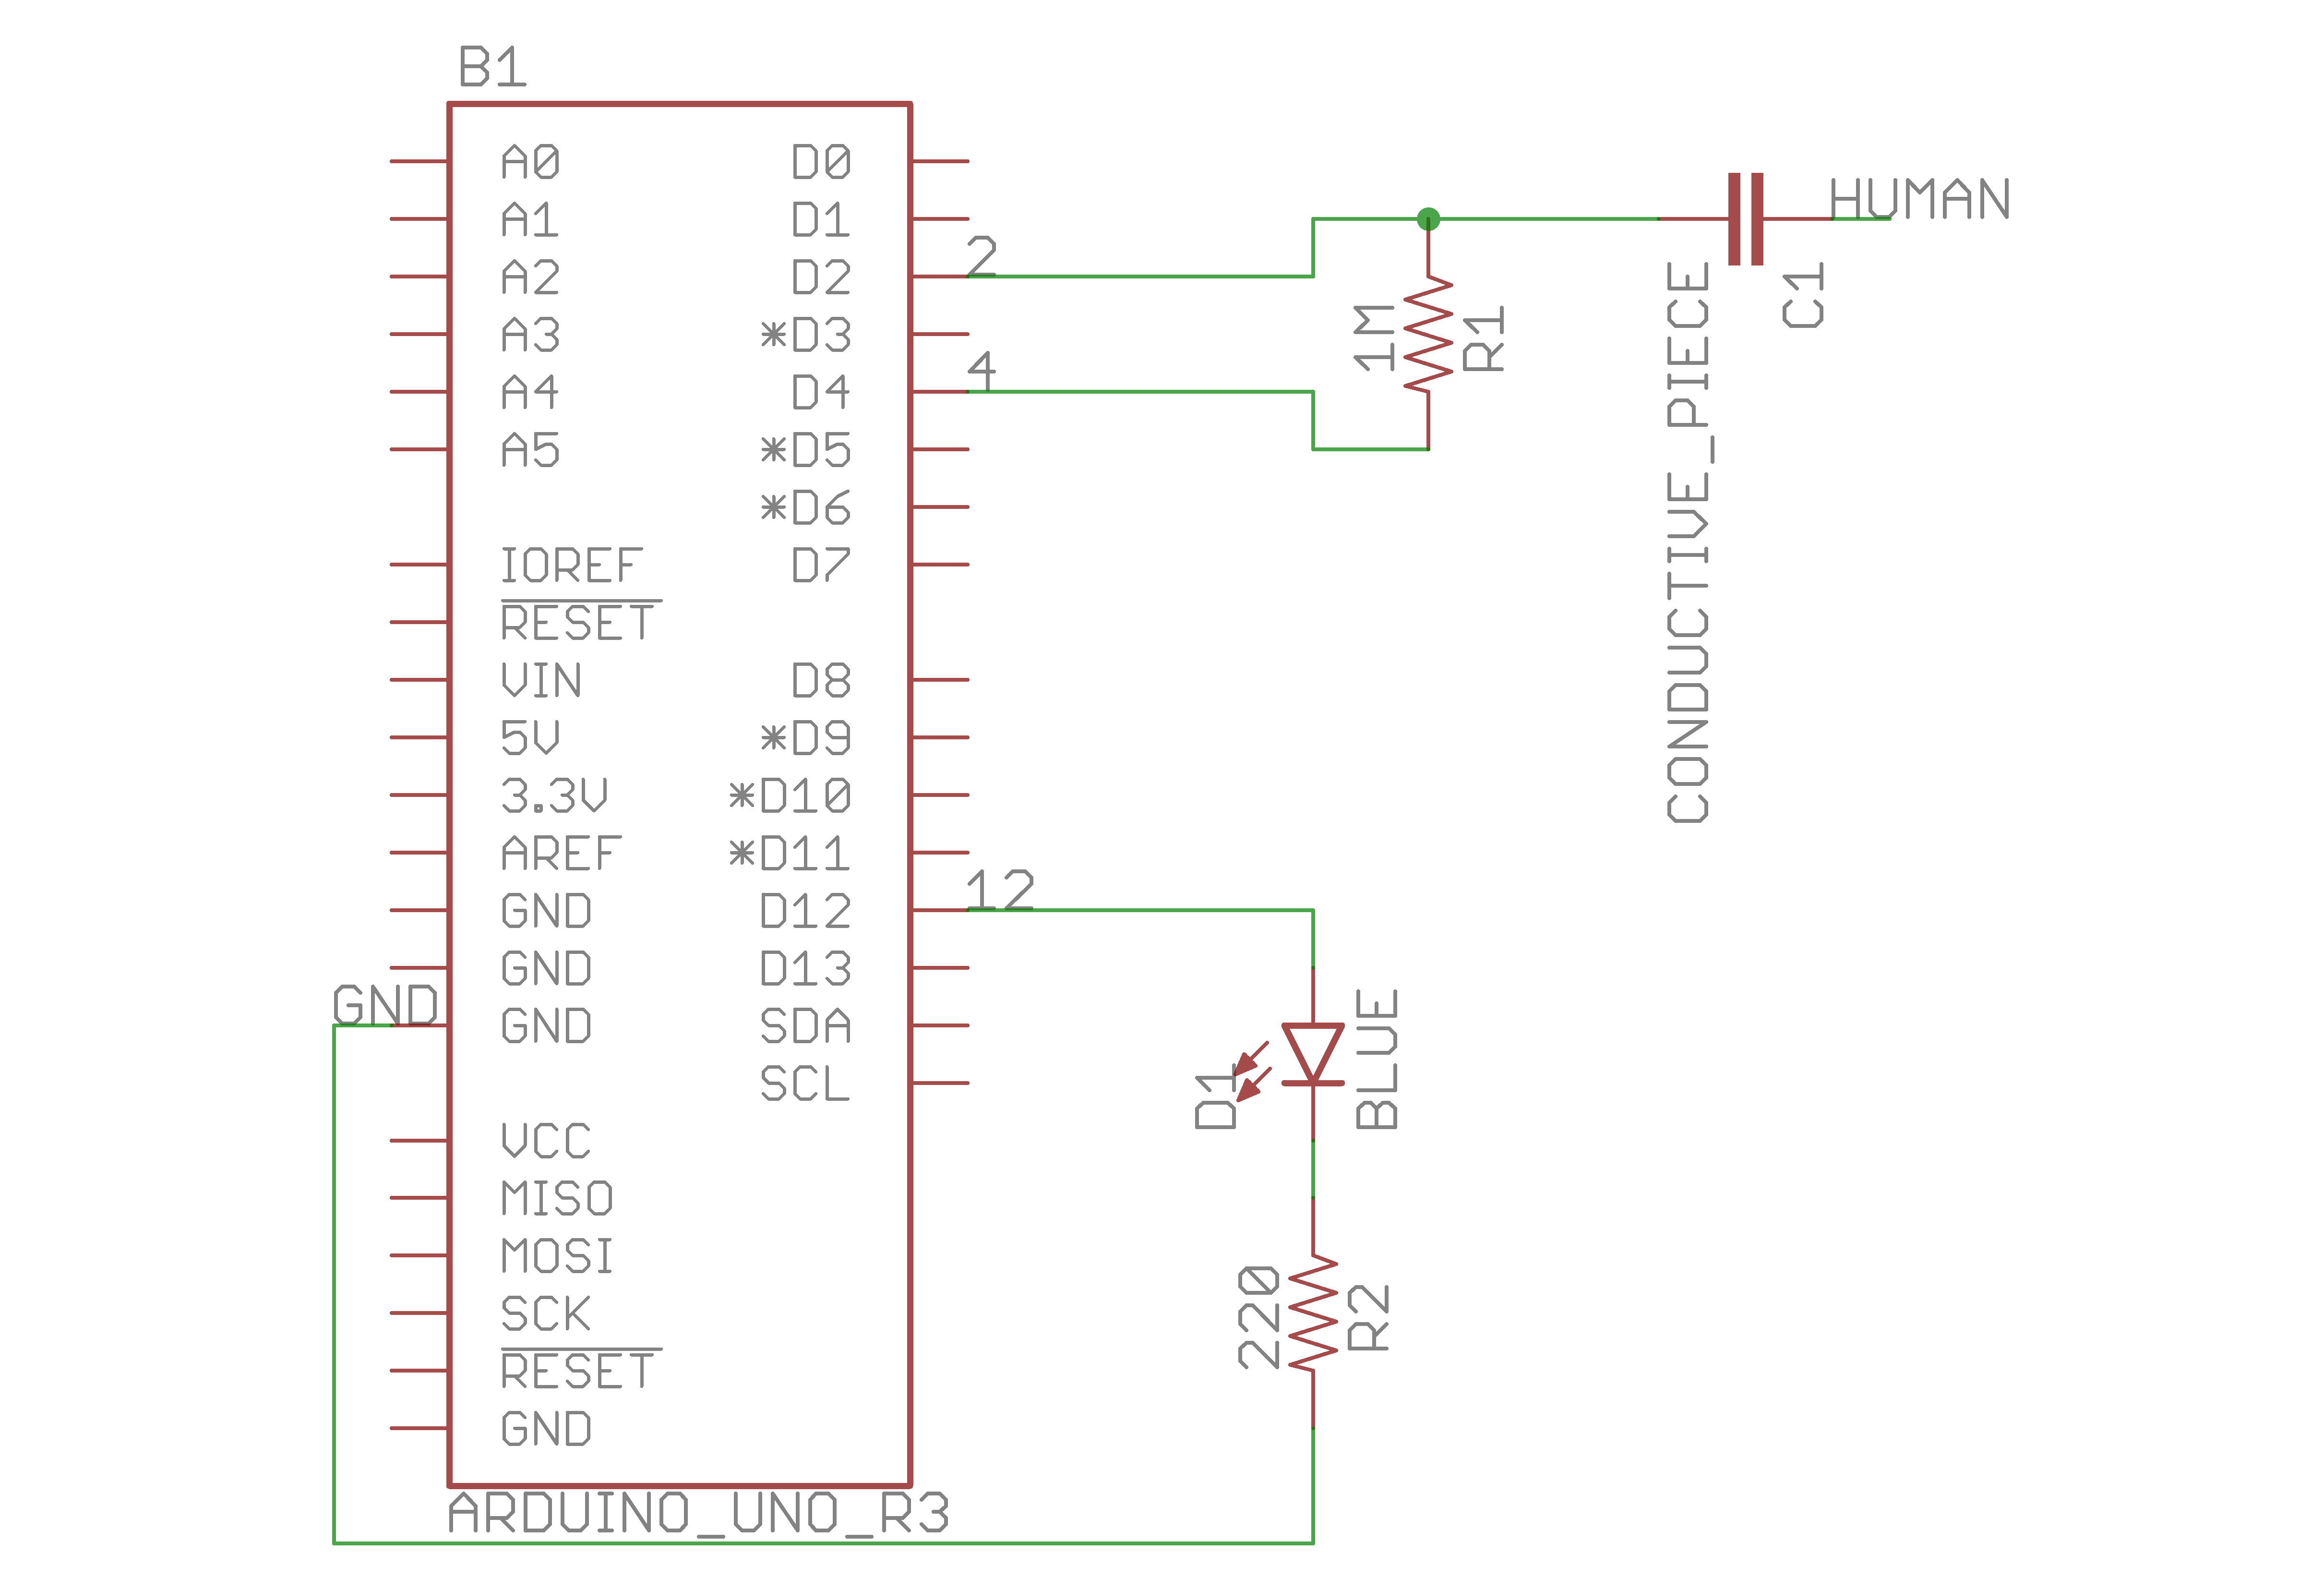 B1
A0
A1
A2
A3
A4
A5
IOREF
RESET
VIN
5V
3.3V
AREF
GND
GND
GND
VCC
MISO
MOSI
SCK
RESET
GND
D0
D1
D2
*D3
D4
*D5
*D6
D7
D8
*D9
*D10
*D11
D12
D13
SDA
SCL
GND
2
4
12
ARDUINO_UNO_R3
1M
R1
CONDUCTIVE_PIECE
C1
HUMAN
D1
BLUE
220
R2